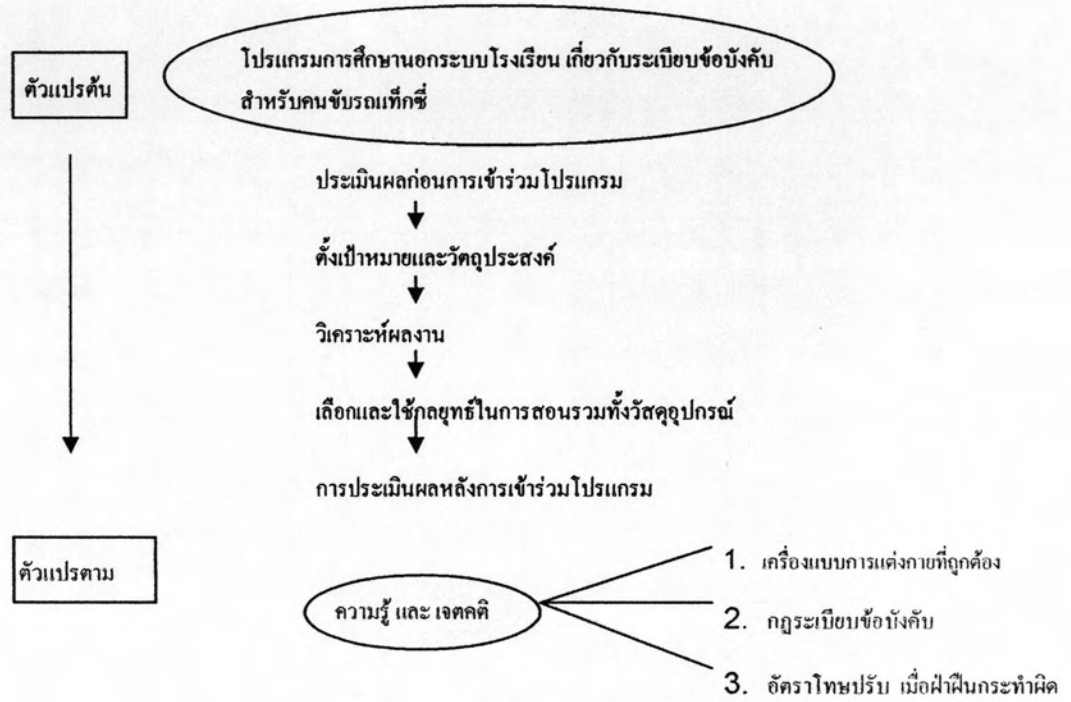 โปรแกรมการศึกษานอกระบบโรงเรียน เกี่ยวกับระเบียบข้อบังคับ
ตัวแปรต้น
สำหรับคนขับรถแท็กซี่
ประเมินผลก่อนการเข้าร่วมโปรแกรม
ตั้งเป้าหมายและวัตถุประสงค์
วิเคราะห์ผลงาน
เลือกและใช้กลยุทธ์ในการสอนรวมทั้งวัสดุอุปกรณ์
การประเมินผลหลังการเข้าร่วมโปรแกรม
ตัวแปรตาม
ความรู้ และ เจตคติ
1. เครื่องแบบการแต่งกายที่ถูกต้อง
2. กฎระเบียบข้อบังคับ
3. อัตราโทษปรับ เมื่อฝ่าฝืนกระทำผิด